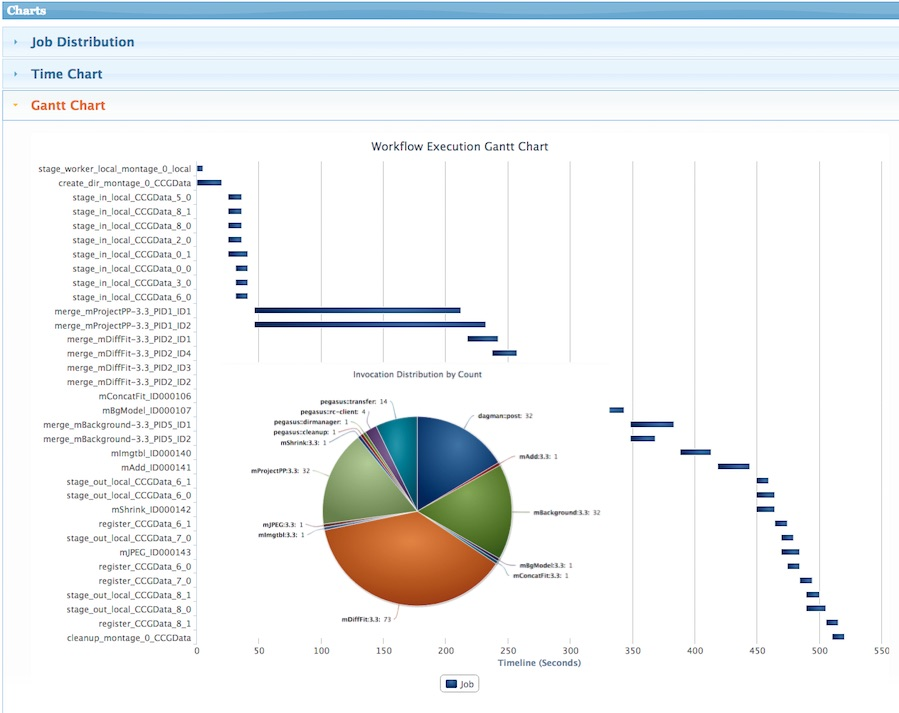 Charts
Job Distribution
Time Chart
Gantt Chart
Workflow Execution Gantt Chart
stage_worker_local_montage_0_local
create_dir_montage_0_CCGData
stage_in_local_CCGData_5_0
stage_in_local_CCGData_8_1
stage_in_local_CCGData_8_0
stage_in_local_CCGData_2_0
stage_in_local_CCGData_0_1
stage_in_local_CCGData_0_0
stage_in_local_CCGData_3_0
stage_in_local_CCGData_6_0
merge_mProjectPP-3.3_PID1_ID1
merge_mProjectPP-3.3_PID1_ID2
merge_mDiffFit-3.3_PID2_ID1
merge_mDiffFit-3.3_PID2_ID4
merge_mDiffFit-3.3_PID2_ID3
merge_mDiffFit-3.3_PID2_ID2
mConcatFit_ID000106
mBgModel_ID000107
merge_mBackground-3.3_PID5_ID1
merge_mBackground-3.3_PID5_ID2
mImgtbl_ID000140
mAdd_ID000141
stage_out_local_CCGData_6_1
stage_out_local_CCGData_6_0
mShrink_ID000142
register_CCGData_6_1
stage_out_local_CCGData_7_0
mJPEG_ID000143
register_CCGData_6_0
register_CCGData_7_0
stage_out_local_CCGData_8_1
stage_out_local_CCGData_8_0
register_CCGData_8_1
cleanup_montage_0_CCGData
Invocation Distribution by Count
pegasus:transfer: 14
pegasus:rc-client: 4
pegasus:dirmanager: 1
pegasus:cleanup: 1
mShrink:3.3: 1
mProjectPP:3.3: 32
mJPEG:3.3: 1
mImgtbl:3.3: 1
mDiffFit:3.3: 73
dagman:post: 32
mAdd:3.3: 1
mBackground:3.3: 32
mBgModel:3.3: 1
mConcatFit:3.3: 1
0 50 100 150 200 250 300 350 400 450 500 550
Timeline (Seconds)
Job